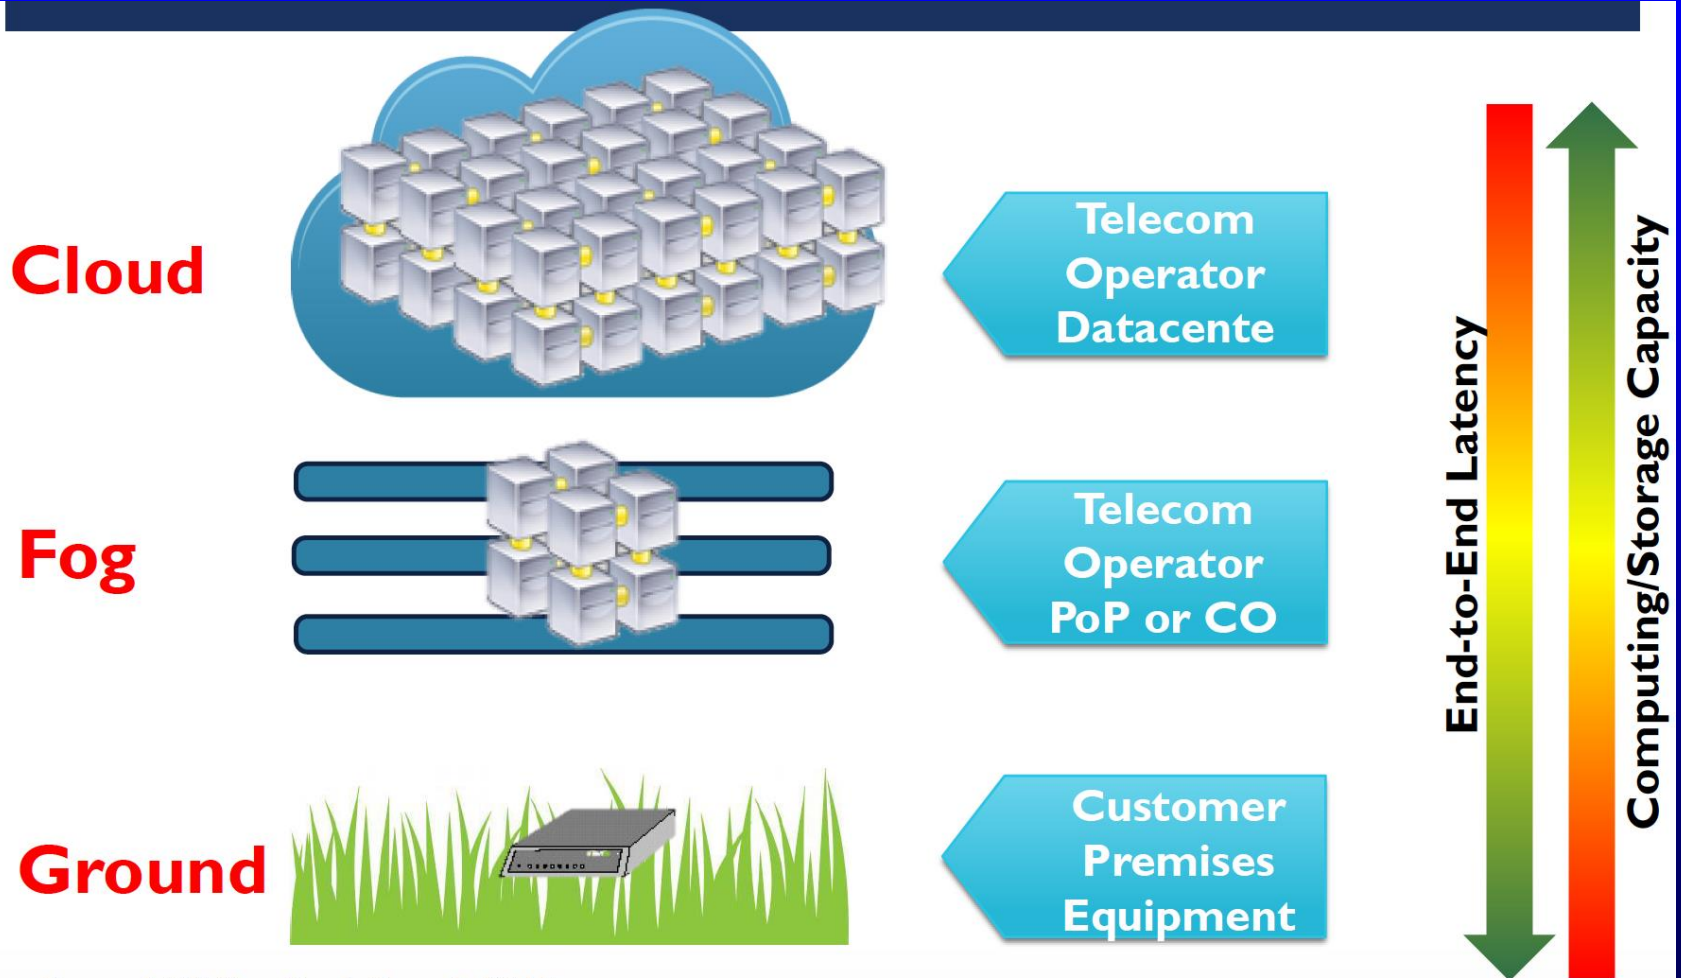 Cloud
Telecom
Operator
Datacente
Fog
Telecom
Operator
PoP or CO
Ground
Customer
Premises
Equipment
End-to-End Latency
Computing/Storage Capacity